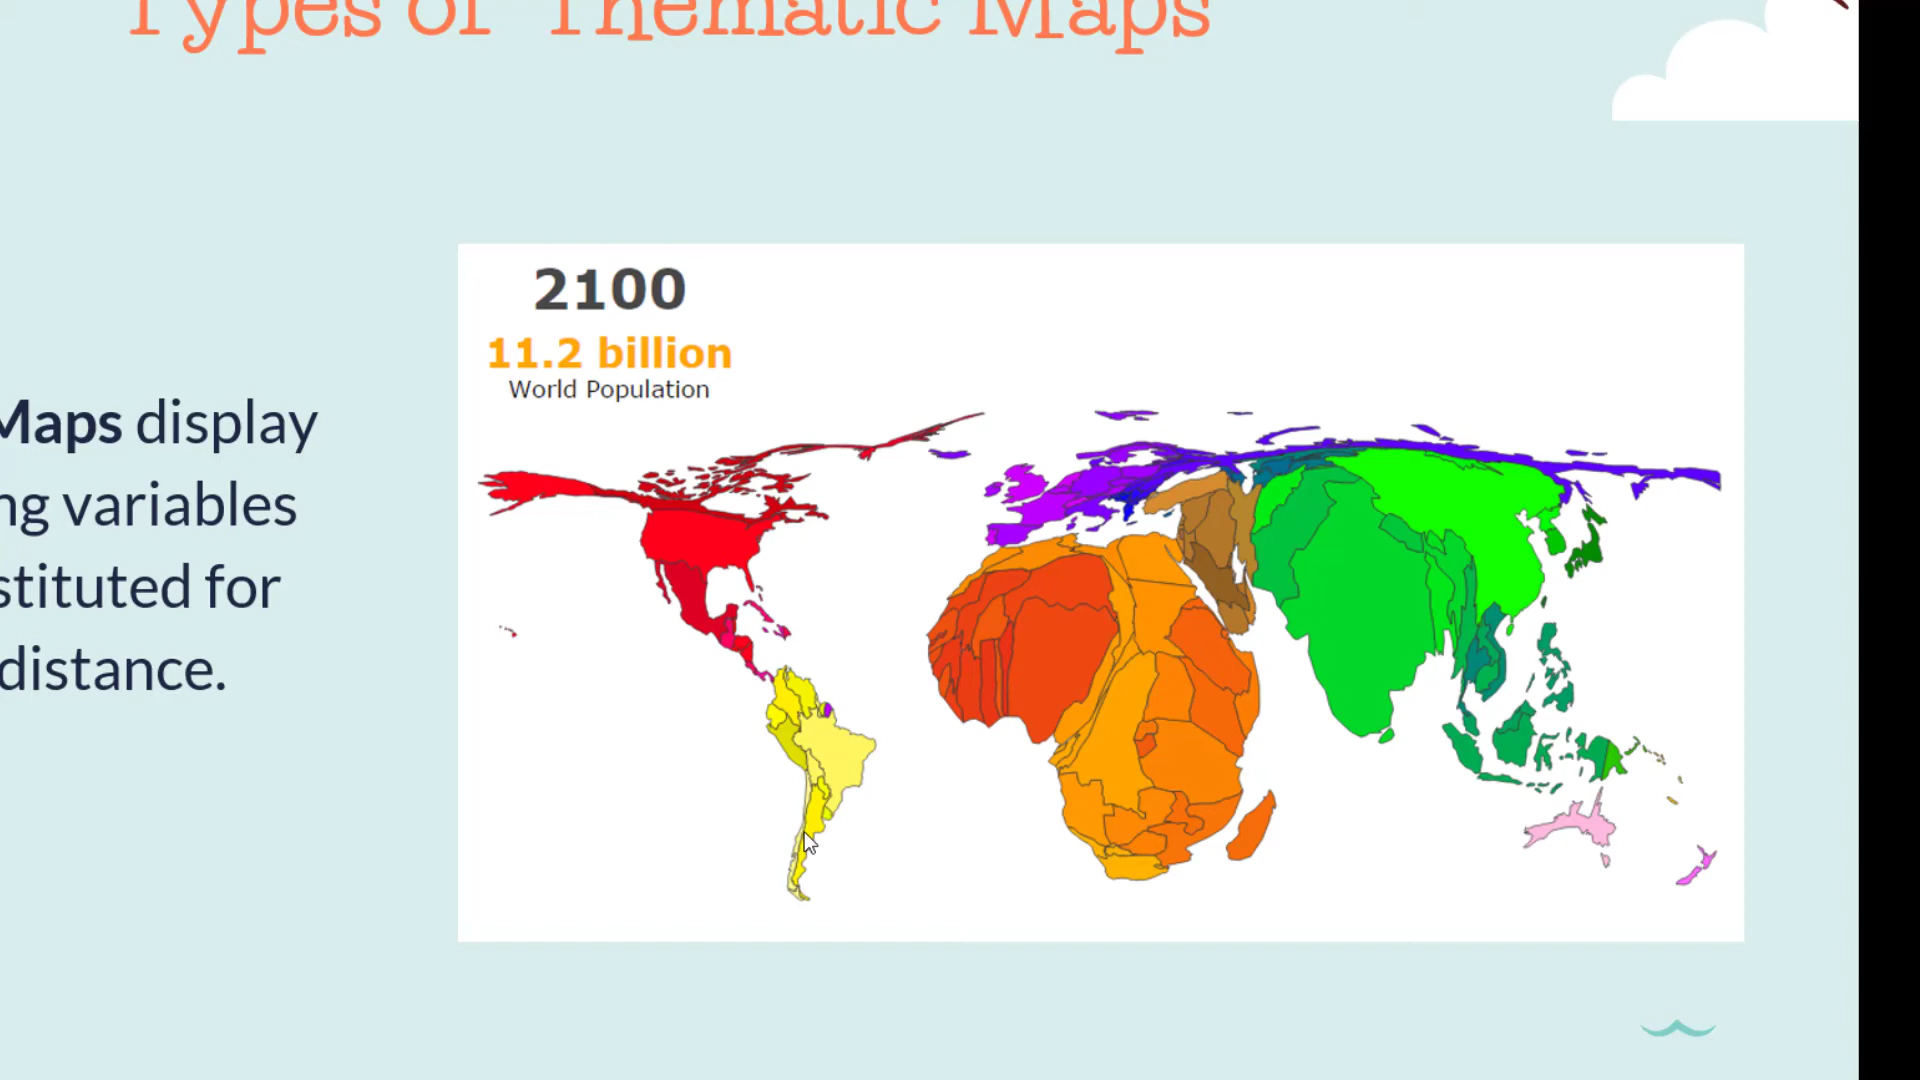 Types of Thematic Maps
2100
11.2 billion
World Population
Maps display
ng variables
stituted for
distance.